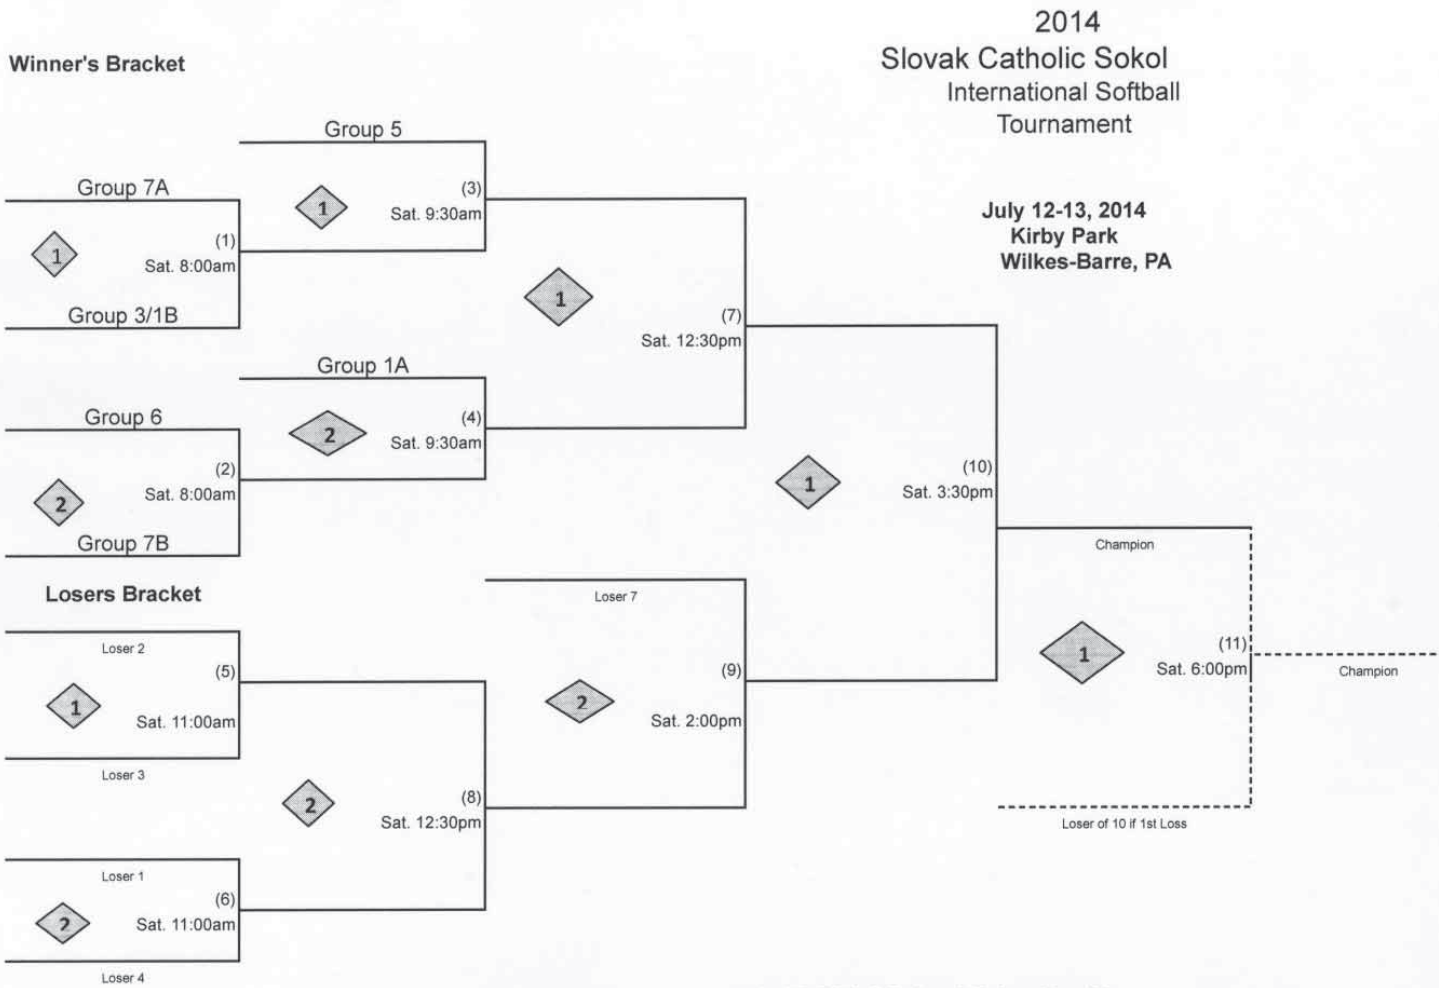 2014
Slovak Catholic Sokol
International Softball
Tournament
July 12-13, 2014
Kirby Park
Wilkes-Barre, PA
Winner's Bracket
Group 5
(3)
1
Sat. 9:30am
Group 7A
(1)
1
Sat. 8:00am
Group 3/1B
1
(7)
Sat. 12:30pm
Group 1A
(4)
2
Sat. 9:30am
Group 6
(2)
2
Sat. 8:00am
Group 7B
(10)
1
Sat. 3:30pm
Champion
Losers Bracket
Loser 2
(5)
1
Sat. 11:00am
Loser 3
Loser 7
(9)
2
Sat. 2:00pm
1
(11)
Sat. 6:00pm
Champion
(8)
2
Sat. 12:30pm
Loser of 10 if 1st Loss
Loser 1
(6)
2
Sat. 11:00am
Loser 4